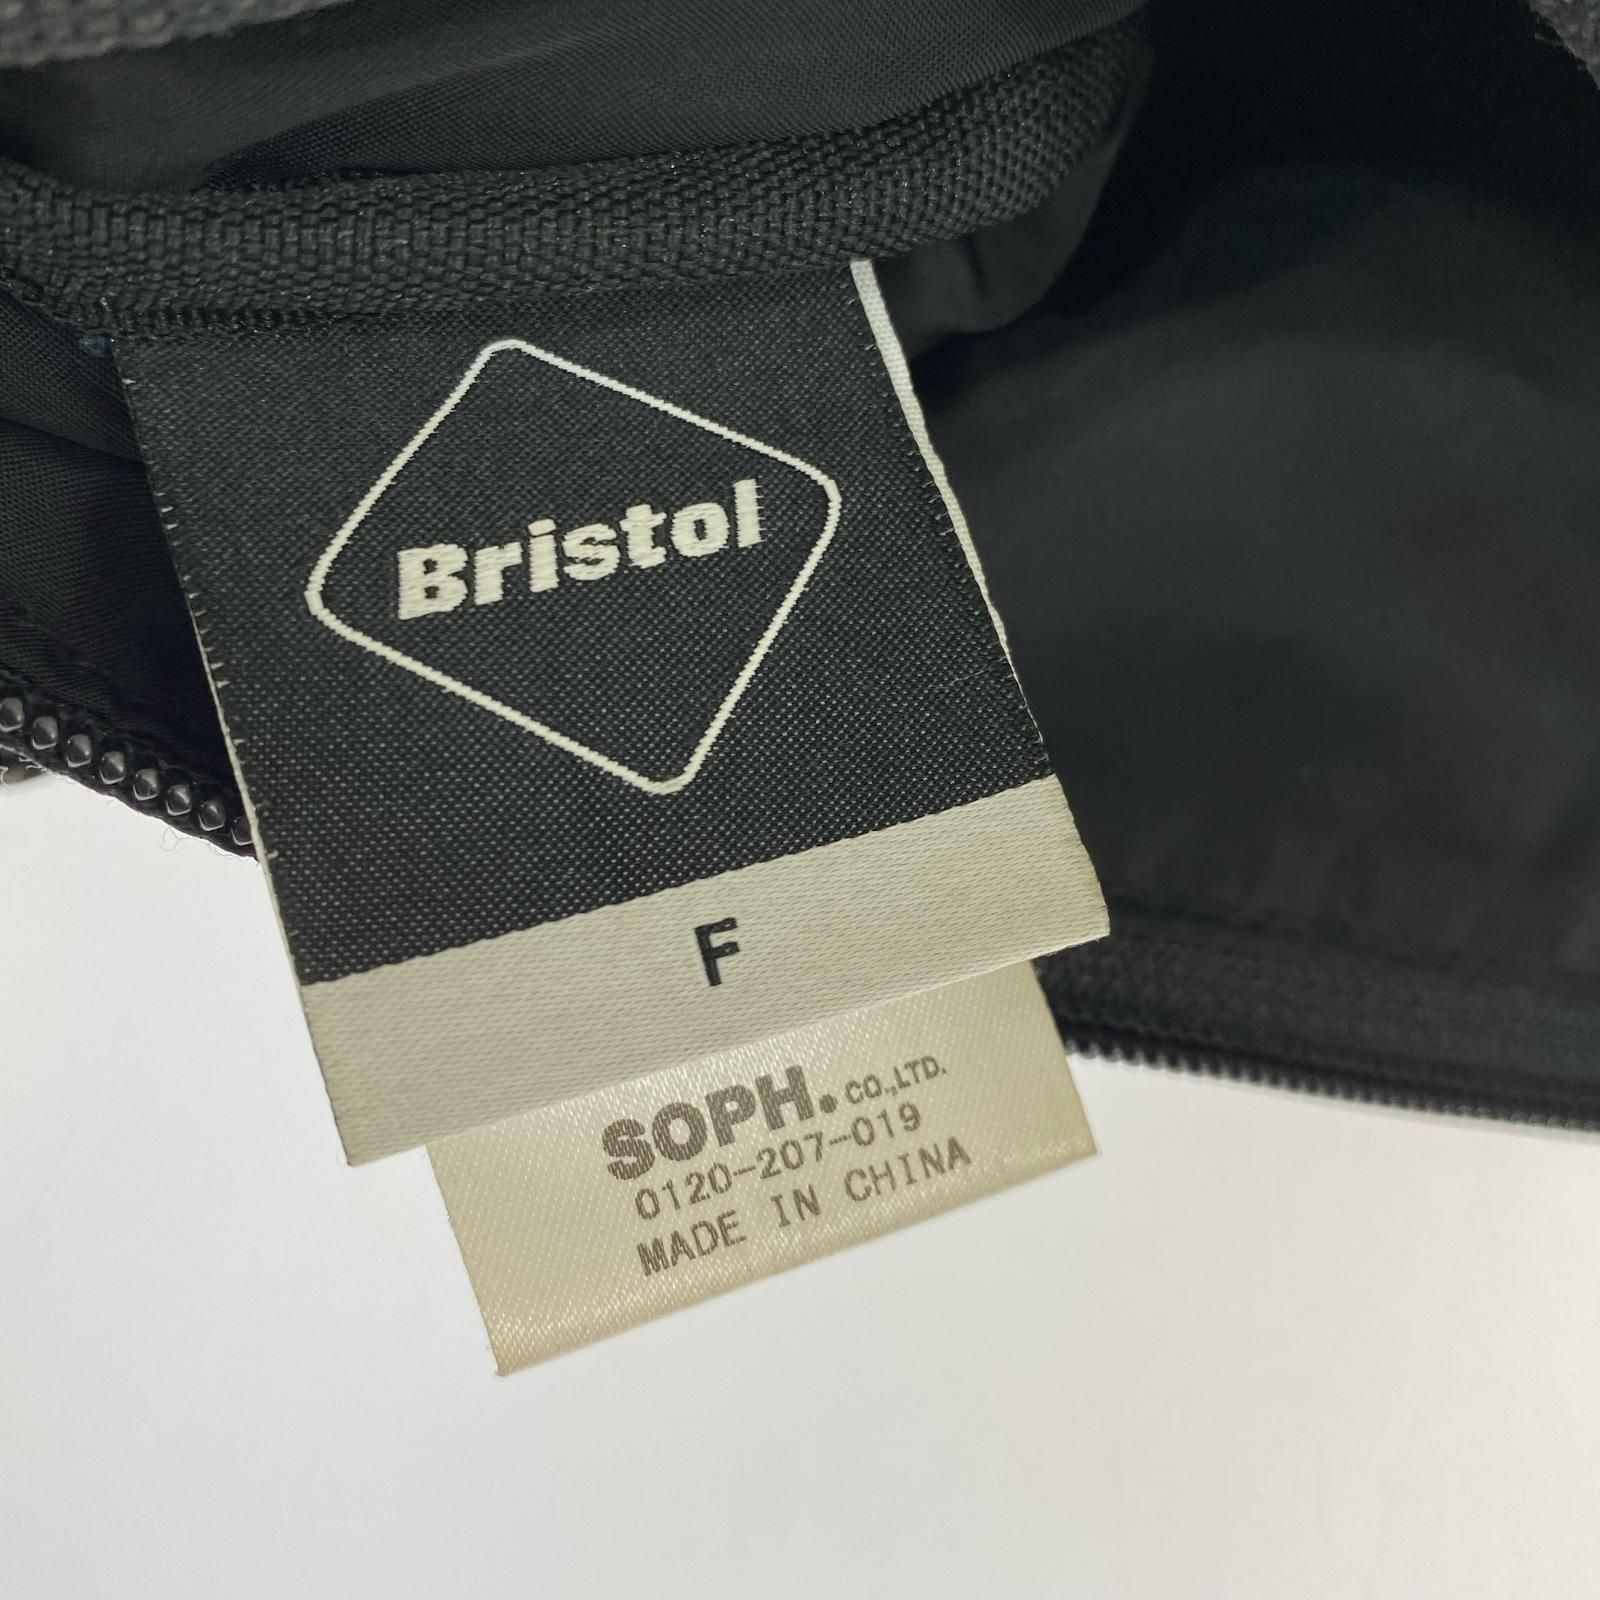 Bristol
F
SOPH. CO.,LTD.
0120-207-019
MADE IN CHINA